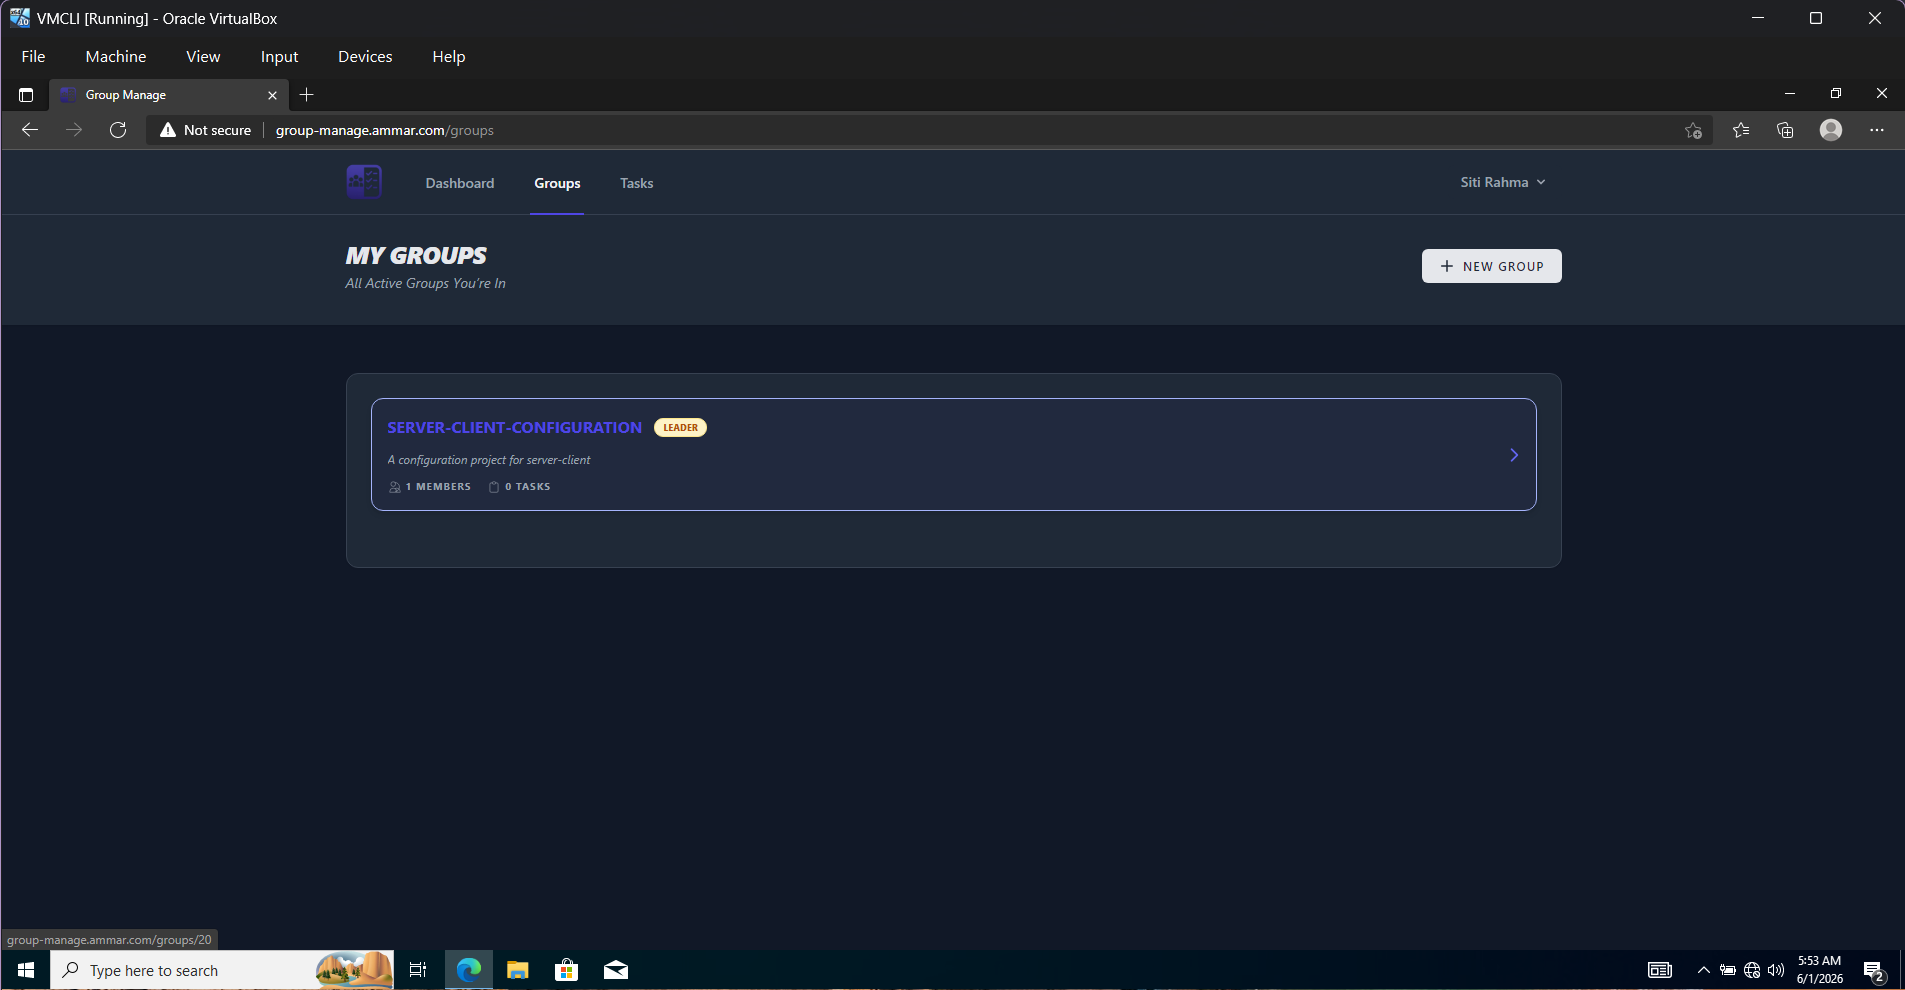 VMCLI [Running] - Oracle VirtualBox
File Machine View Input Devices Help
Group Manage
Not secure group-manage.ammar.com/groups
Dashboard Groups Tasks Siti Rahma
MY GROUPS
All Active Groups You're In
NEW GROUP
SERVER-CLIENT-CONFIGURATION LEADER
A configuration project for server-client
1 MEMBERS 0 TASKS
group-manage.ammar.com/groups/20
Type here to search
5:53 AM
6/1/2026
2